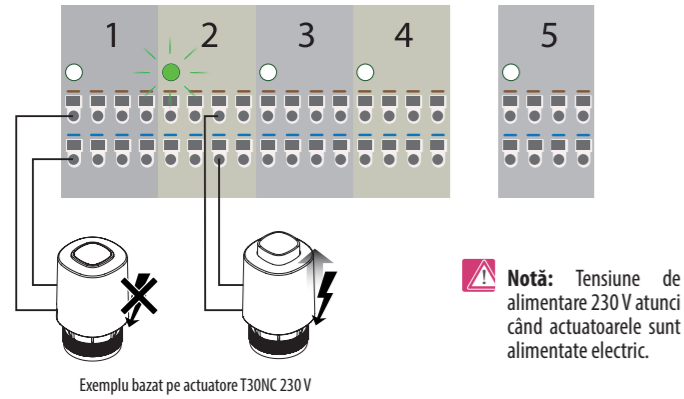 1 2 3 4 5
Notă: Tensiune de
alimentare 230 V atunci
când actuatoarele sunt
alimentate electric.
Exemplu bazat pe actuatore T30NC 230 V